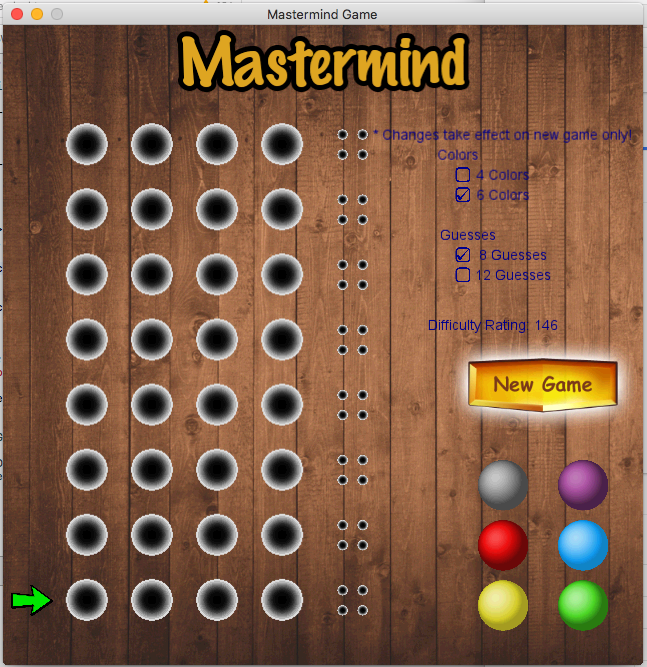 Mastermind Game
Mastermind
* Changes take effect on new game only!
Colors
4 Colors
6 Colors
Guesses
8 Guesses
12 Guesses
Difficulty Rating: 146
New Game